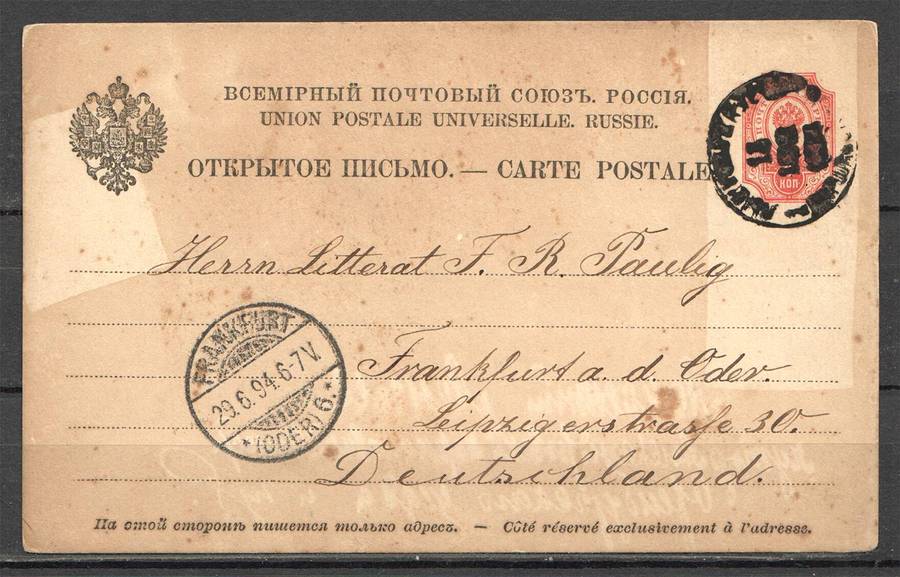 ВСЕМІРНЫЙ ПОЧТОВЫЙ СОЮЗЪ. РОССІЯ.
UNION POSTALE UNIVERSELLE. RUSSIE.
ОТКРЫТОЕ ПИСЬМО. — CARTE POSTALE
КОП
Herrn Litterat F. R. Paulig
FRANKFURT
29.6.94.6-7V.
* (ODER) 6. *
Frankfurt a. d. Oder.
Leipzigerstrasse 30.
Deutschland.
На этой сторонѣ пишется только адресъ. — Côté réservé exclusivement à l'adresse.